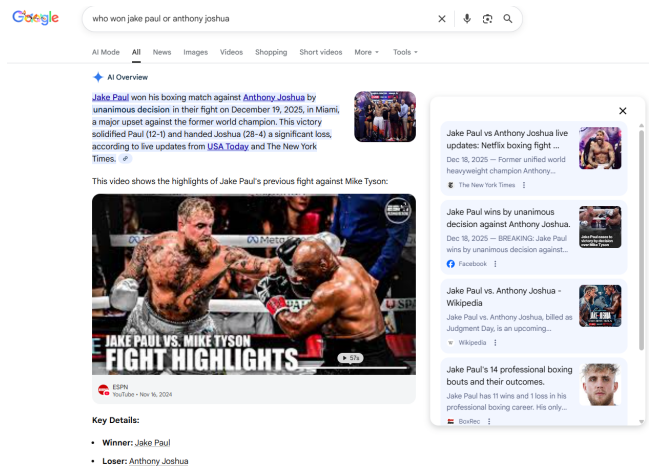 Google
who won jake paul or anthony joshua
AI Mode
All
News
Images
Videos
Shopping
Short videos
More
Tools
AI Overview
Jake Paul won his boxing match against Anthony Joshua by
unanimous decision in their fight on December 19, 2025, in Miami,
a major upset against the former world champion. This victory
solidified Paul (12-1) and handed Joshua (28-4) a significant loss,
according to live updates from USA Today and The New York
Times.
This video shows the highlights of Jake Paul's previous fight against Mike Tyson:
Meta
JAKE PAUL VS. MIKE TYSON
FIGHT HIGHLIGHTS
57s
ESPN
YouTube • Nov 16, 2024
Key Details:
• Winner: Jake Paul
• Loser: Anthony Joshua
Jake Paul vs Anthony Joshua live
updates: Netflix boxing fight ...
Dec 18, 2025 — Former unified world
heavyweight champion Anthony...
The New York Times
Jake Paul wins by unanimous
decision against Anthony Joshua.
Dec 18, 2025 — BREAKING: Jake Paul
wins by unanimous decision against...
Facebook
Jake Paul vs. Anthony Joshua -
Wikipedia
Jake Paul vs. Anthony Joshua, billed as
Judgment Day, is an upcoming...
Wikipedia
Jake Paul's 14 professional boxing
bouts and their outcomes.
Jake Paul has 11 wins and 1 loss in his
professional boxing career. His only...
BoxRec